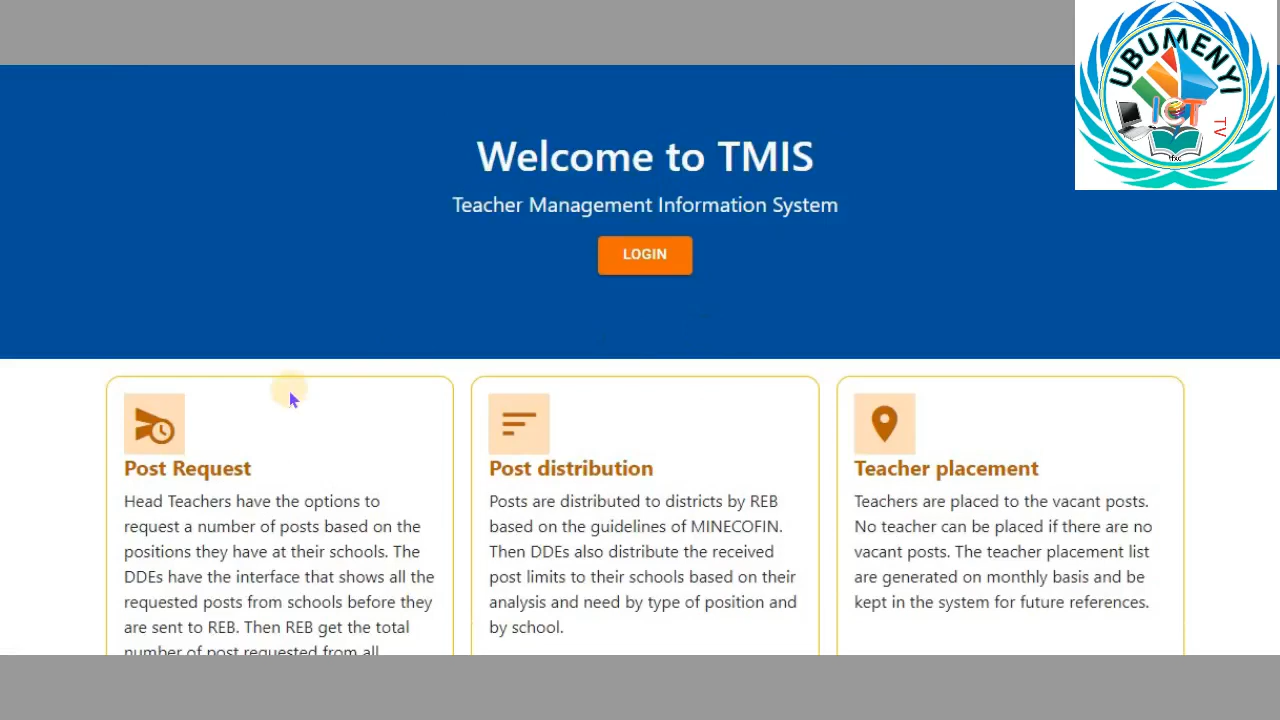 UBUMENYI
ICT
TV
Welcome to TMIS
Teacher Management Information System
LOGIN
Post Request
Head Teachers have the options to
request a number of posts based on the
positions they have at their schools. The
DDEs have the interface that shows all the
requested posts from schools before they
are sent to REB. Then REB get the total
number of post requested from all
Post distribution
Posts are distributed to districts by REB
based on the guidelines of MINECOFIN.
Then DDEs also distribute the received
post limits to their schools based on their
analysis and need by type of position and
by school.
Teacher placement
Teachers are placed to the vacant posts.
No teacher can be placed if there are no
vacant posts. The teacher placement list
are generated on monthly basis and be
kept in the system for future references.